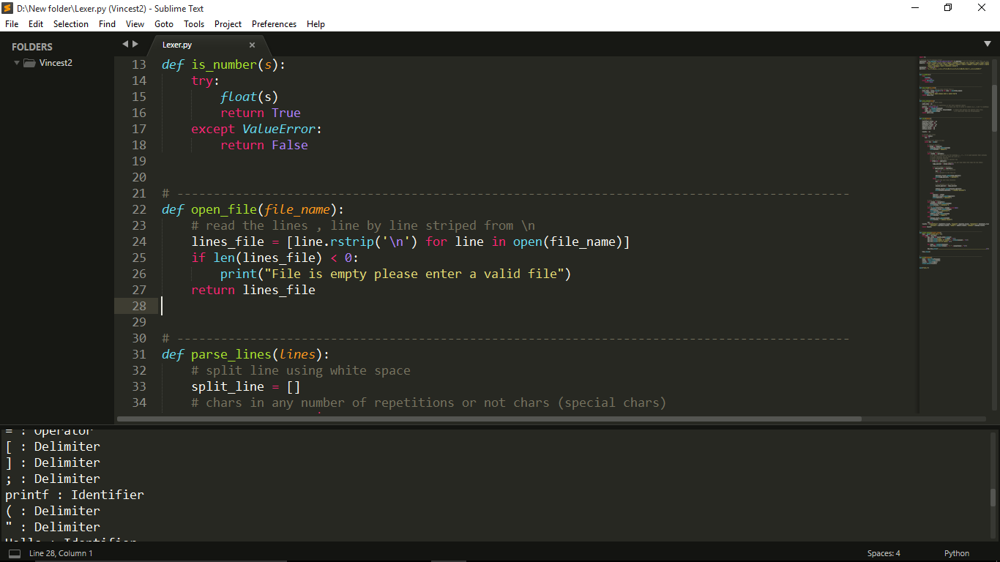 D:\New folder\Lexer.py (Vincest2) - Sublime Text
File Edit Selection Find View Goto Tools Project Preferences Help
FOLDERS
Vincest2
Lexer.py
13 def is_number(s):
14 try:
15 float(s)
16 return True
17 except ValueError:
18 return False
19
20
21 # --------------------------------------------------------------------------------------------
22 def open_file(file_name):
23 # read the lines , line by line striped from \n
24 lines_file = [line.rstrip('\n') for line in open(file_name)]
25 if len(lines_file) < 0:
26 print("File is empty please enter a valid file")
27 return lines_file
28
29
30 # --------------------------------------------------------------------------------------------
31 def parse_lines(lines):
32 # split line using white space
33 split_line = []
34 # chars in any number of repetitions or not chars (special chars)
= : Operator
[ : Delimiter
] : Delimiter
; : Delimiter
printf : Identifier
( : Delimiter
" : Delimiter
Hello : Identifier
Line 28, Column 1
Spaces: 4
Python